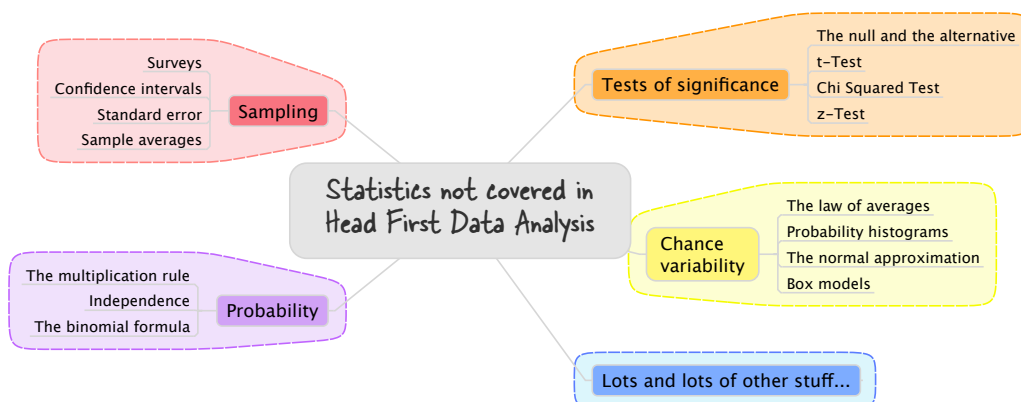 Statistics not covered in
Head First Data Analysis
Surveys
Confidence intervals
Standard error
Sample averages
Sampling
The multiplication rule
Independence
The binomial formula
Probability
Tests of significance
The null and the alternative
t-Test
Chi Squared Test
z-Test
Chance
variability
The law of averages
Probability histograms
The normal approximation
Box models
Lots and lots of other stuff...